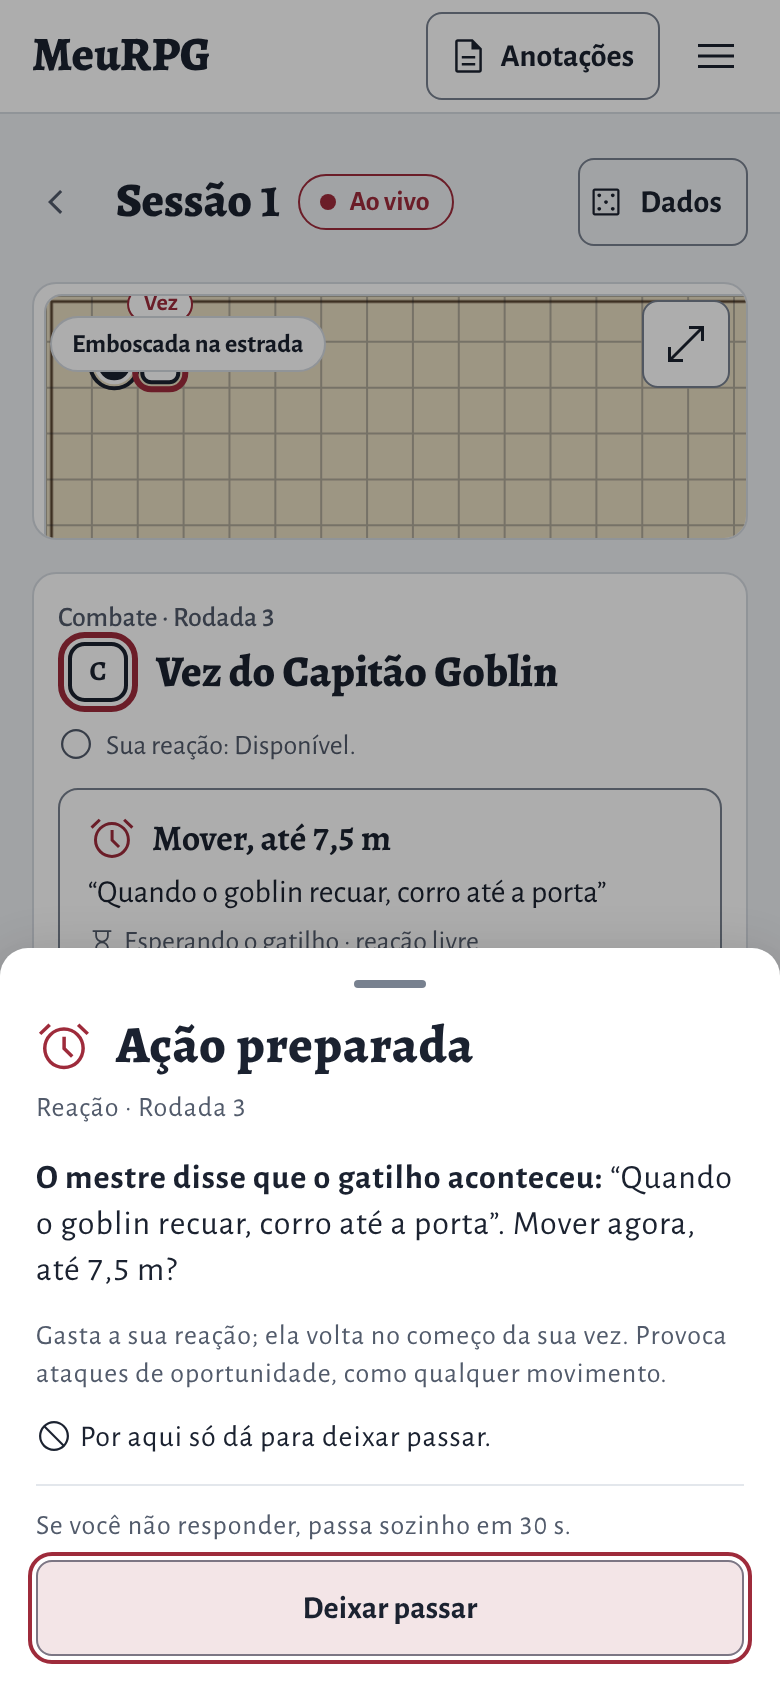 MeuRPG
Anotações
Sessão 1
Ao vivo
Dados
Vez
Emboscada na estrada
Combate · Rodada 3
C
Vez do Capitão Goblin
Sua reação: Disponível.
Mover, até 7,5 m
“Quando o goblin recuar, corro até a porta”
Esperando o gatilho · reação livre
Ação preparada
Reação · Rodada 3
O mestre disse que o gatilho aconteceu: “Quando
o goblin recuar, corro até a porta”. Mover agora,
até 7,5 m?
Gasta a sua reação; ela volta no começo da sua vez. Provoca
ataques de oportunidade, como qualquer movimento.
Por aqui só dá para deixar passar.
Se você não responder, passa sozinho em 30 s.
Deixar passar